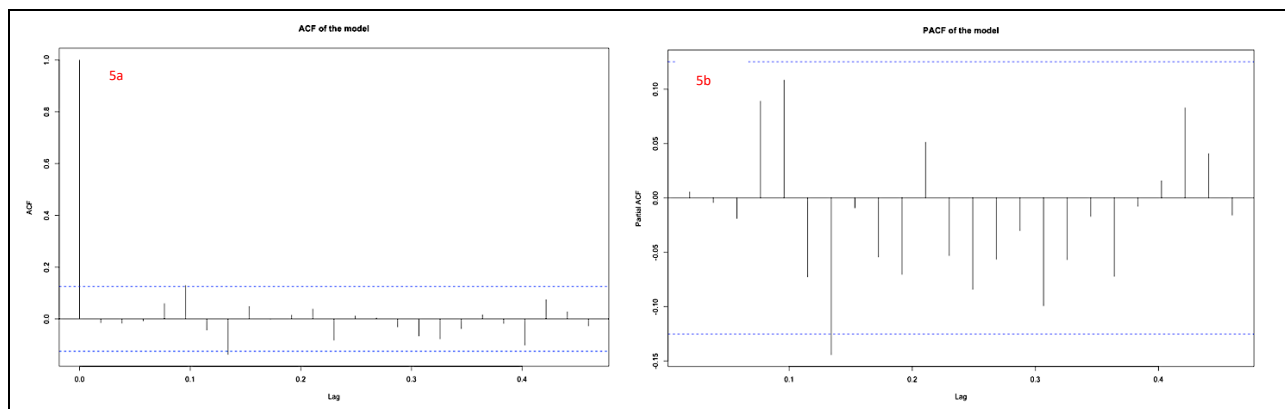 ACF of the model
5a
1.0
0.8
0.6
0.4
0.2
0.0
ACF
0.0 0.1 0.2 0.3 0.4
Lag
PACF of the model
5b
0.10
0.05
0.00
-0.05
-0.10
-0.15
Partial ACF
0.1 0.2 0.3 0.4
Lag